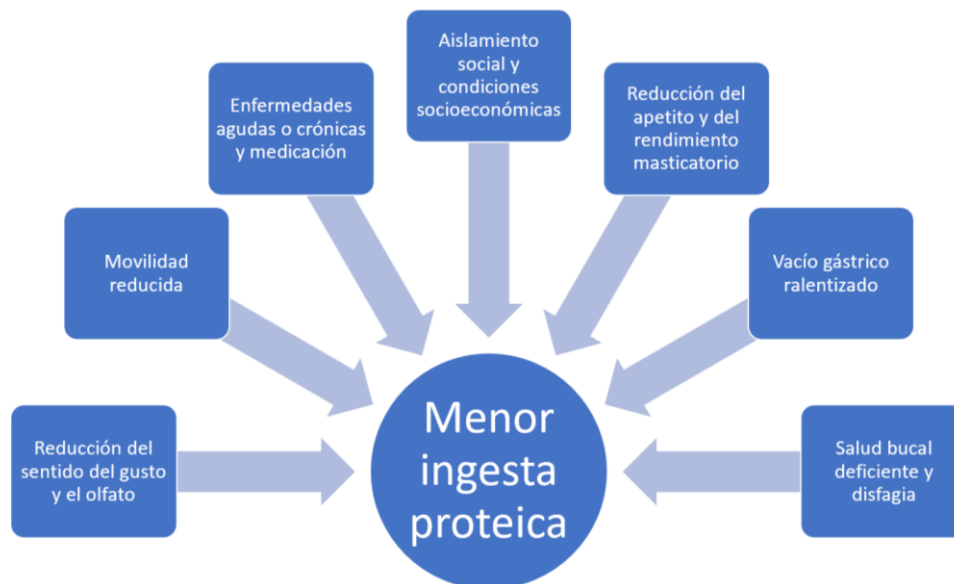 Aislamiento
social y
condiciones
socioeconómicas
Enfermedades
agudas o crónicas
y medicación
Reducción del
apetito y del
rendimiento
masticatorio
Movilidad
reducida
Vacío gástrico
ralentizado
Reducción del
sentido del gusto
y el olfato
Menor
ingesta
proteica
Salud bucal
deficiente y
disfagia